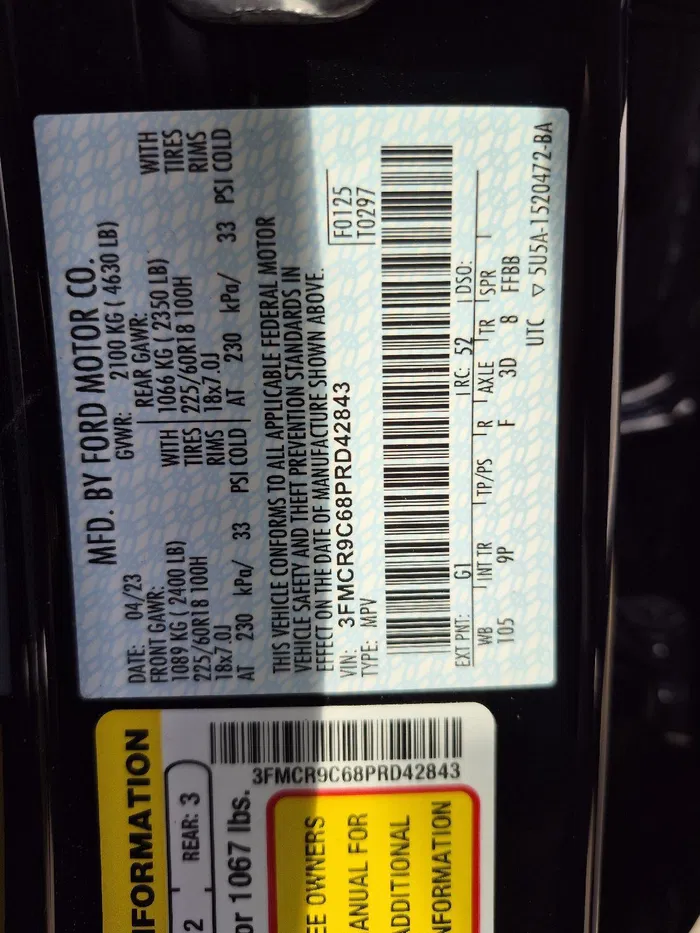 MFD. BY FORD MOTOR CO.
DATE: 04/23 GVWR: 2100 KG ( 4630 LB)
FRONT GAWR: REAR GAWR:
1089 KG ( 2400 LB) WITH 1066 KG ( 2350 LB) WITH
225/60R18 100H TIRES 225/60R18 100H TIRES
18x7.0J RIMS 18x7.0J RIMS
AT 230 kPa/ 33 PSI COLD AT 230 kPa/ 33 PSI COLD
THIS VEHICLE CONFORMS TO ALL APPLICABLE FEDERAL MOTOR
VEHICLE SAFETY AND THEFT PREVENTION STANDARDS IN
EFFECT ON THE DATE OF MANUFACTURE SHOWN ABOVE.
VIN: 3FMCR9C68PRD42843
TYPE: MPV
F0125
T0297
EXT PNT: G1 RC: 52 DSO:
WB INT TR TP/PS R AXLE TR SPR
105 9P F 3D 8 FFBB
UTC ▽ 5U5A-1520472-BA
NFORMATION
2 REAR: 3
or 1067 lbs.
3FMCR9C68PRD42843
EE OWNERS
ANUAL FOR
ADDITIONAL
NFORMATION